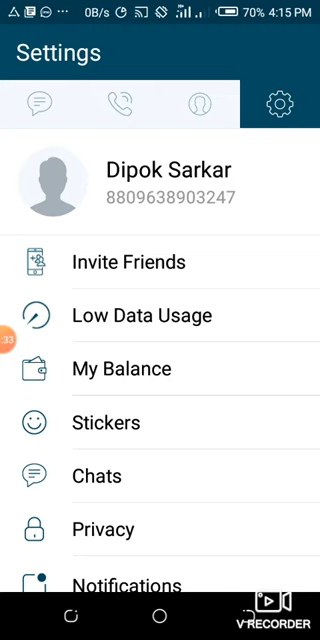 0B/s 70% 4:15 PM
Settings
Dipok Sarkar
8809638903247
Invite Friends
Low Data Usage
:33
My Balance
Stickers
Chats
Privacy
Notifications
V RECORDER